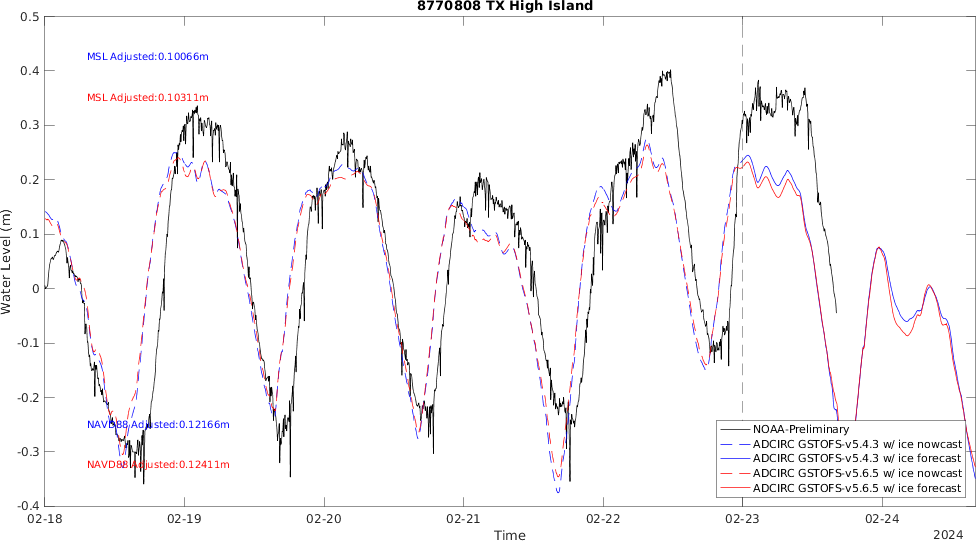 8770808 TX High Island
0.5
0.4
0.3
0.2
0.1
0
-0.1
-0.2
-0.3
-0.4
Water Level (m)
MSL Adjusted:0.10066m
MSL Adjusted:0.10311m
NAVD88 Adjusted:0.12166m
NAVD88 Adjusted:0.12411m
NOAA-Preliminary
ADCIRC GSTOFS-v5.4.3 w/ ice nowcast
ADCIRC GSTOFS-v5.4.3 w/ ice forecast
ADCIRC GSTOFS-v5.6.5 w/ ice nowcast
ADCIRC GSTOFS-v5.6.5 w/ ice forecast
02-18 02-19 02-20 02-21 02-22 02-23 02-24
Time
2024